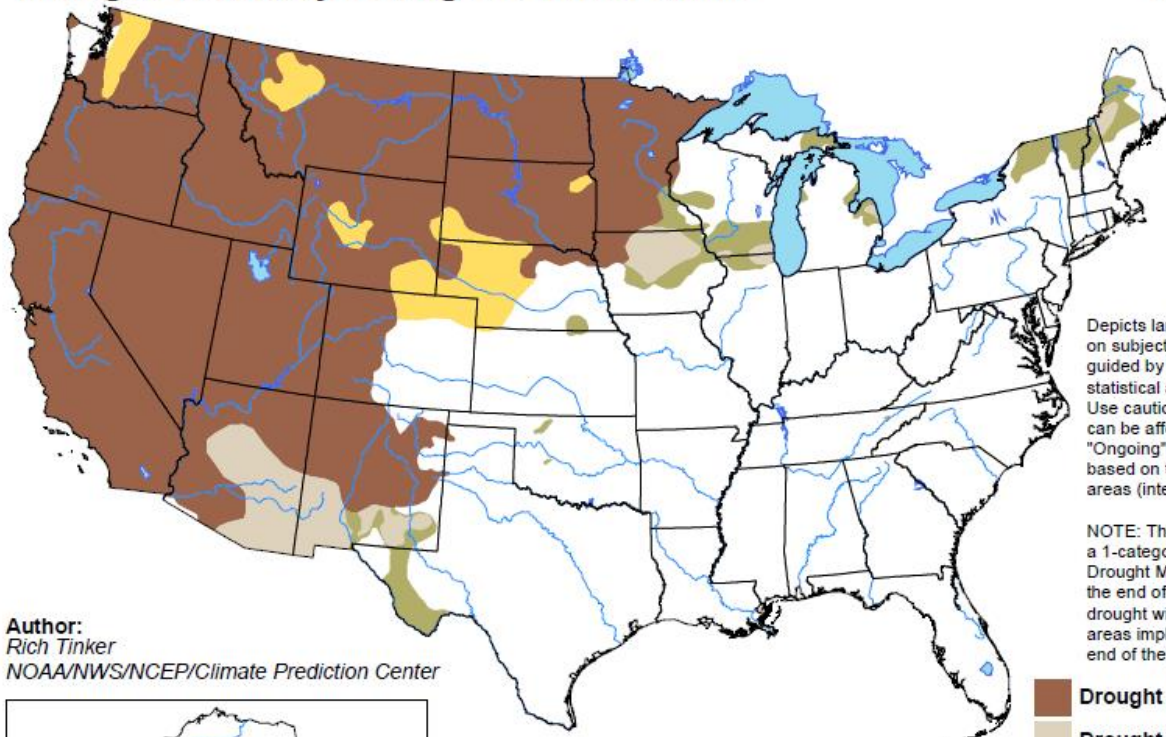 Author:
Rich Tinker
NOAA/NWS/NCEP/Climate Prediction Center
Depicts la
on subject
guided by
statistical
Use cautio
can be affe
"Ongoing"
based on
areas (inte
NOTE: Th
a 1-catego
Drought M
the end of
drought wi
areas impl
end of the
Drought